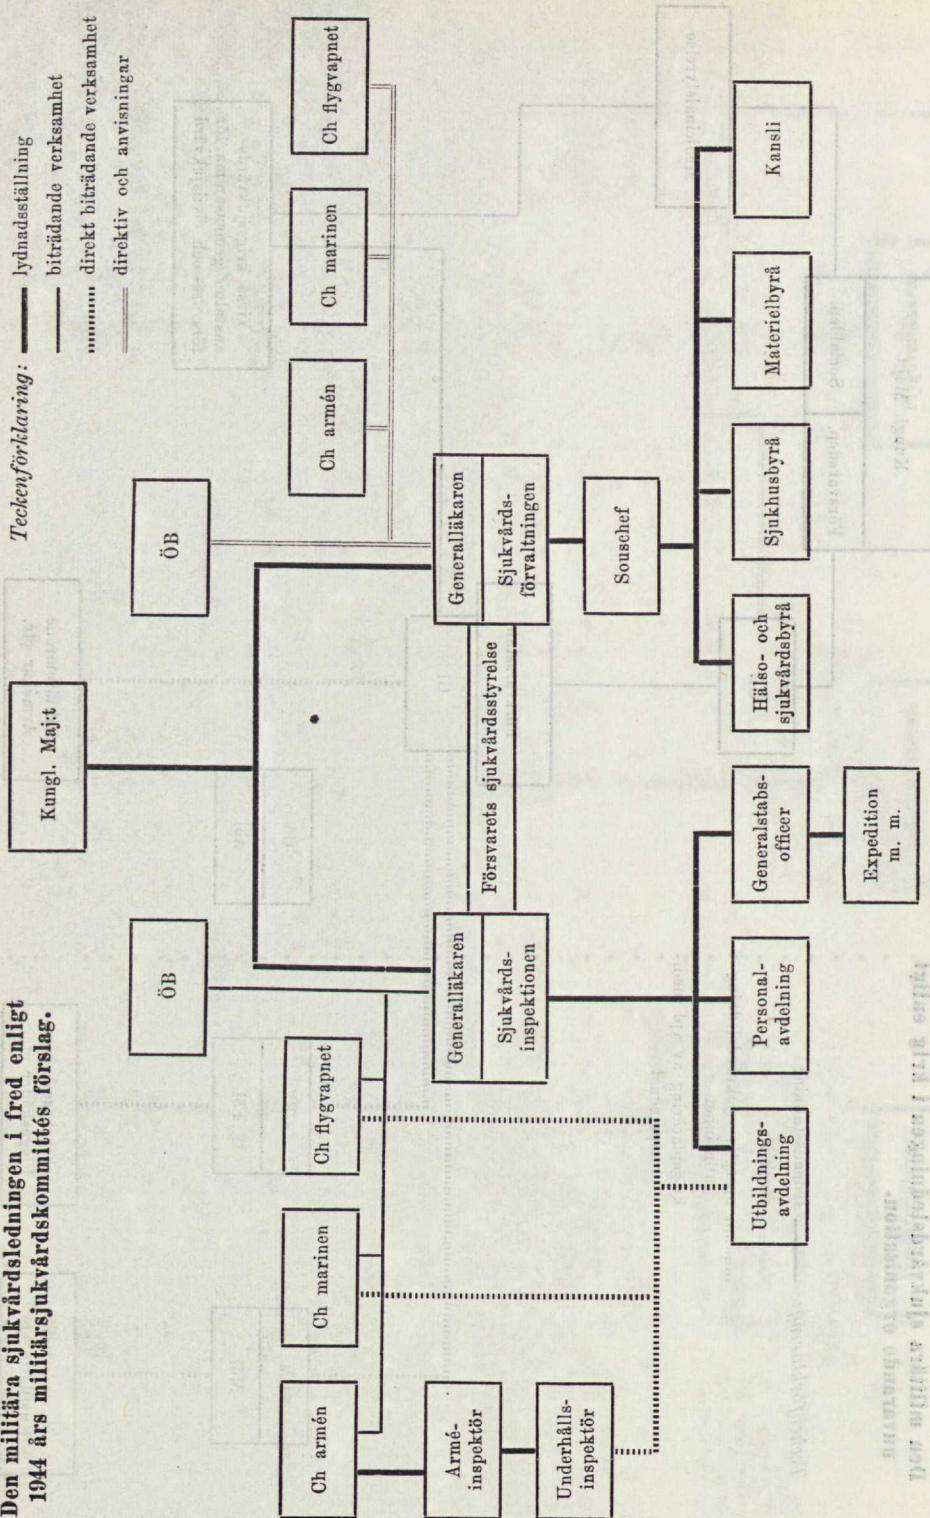 Den militära sjukvårdsledningen i fred enligt
1944 års militärsjukvårdskommittés förslag.
Teckenförklaring:
lydnadsställning
biträdande verksamhet
direkt biträdande verksamhet
direktiv och anvisningar
Kungl. Maj:t
ÖB
ÖB
Ch armén
Ch marinen
Ch flygvapnet
Ch armén
Ch marinen
Ch flygvapnet
Armé-
inspektör
Underhålls-
inspektör
Generalläkaren
Sjukvårds-
inspektionen
Försvarets sjukvårdsstyrelse
Generalläkaren
Sjukvårds-
förvaltningen
Souschef
Utbildnings-
avdelning
Personal-
avdelning
Generalstabs-
officer
Expedition
m. m.
Hälso- och
sjukvårdsbyrå
Sjukhusbyrå
Materielbyrå
Kansli